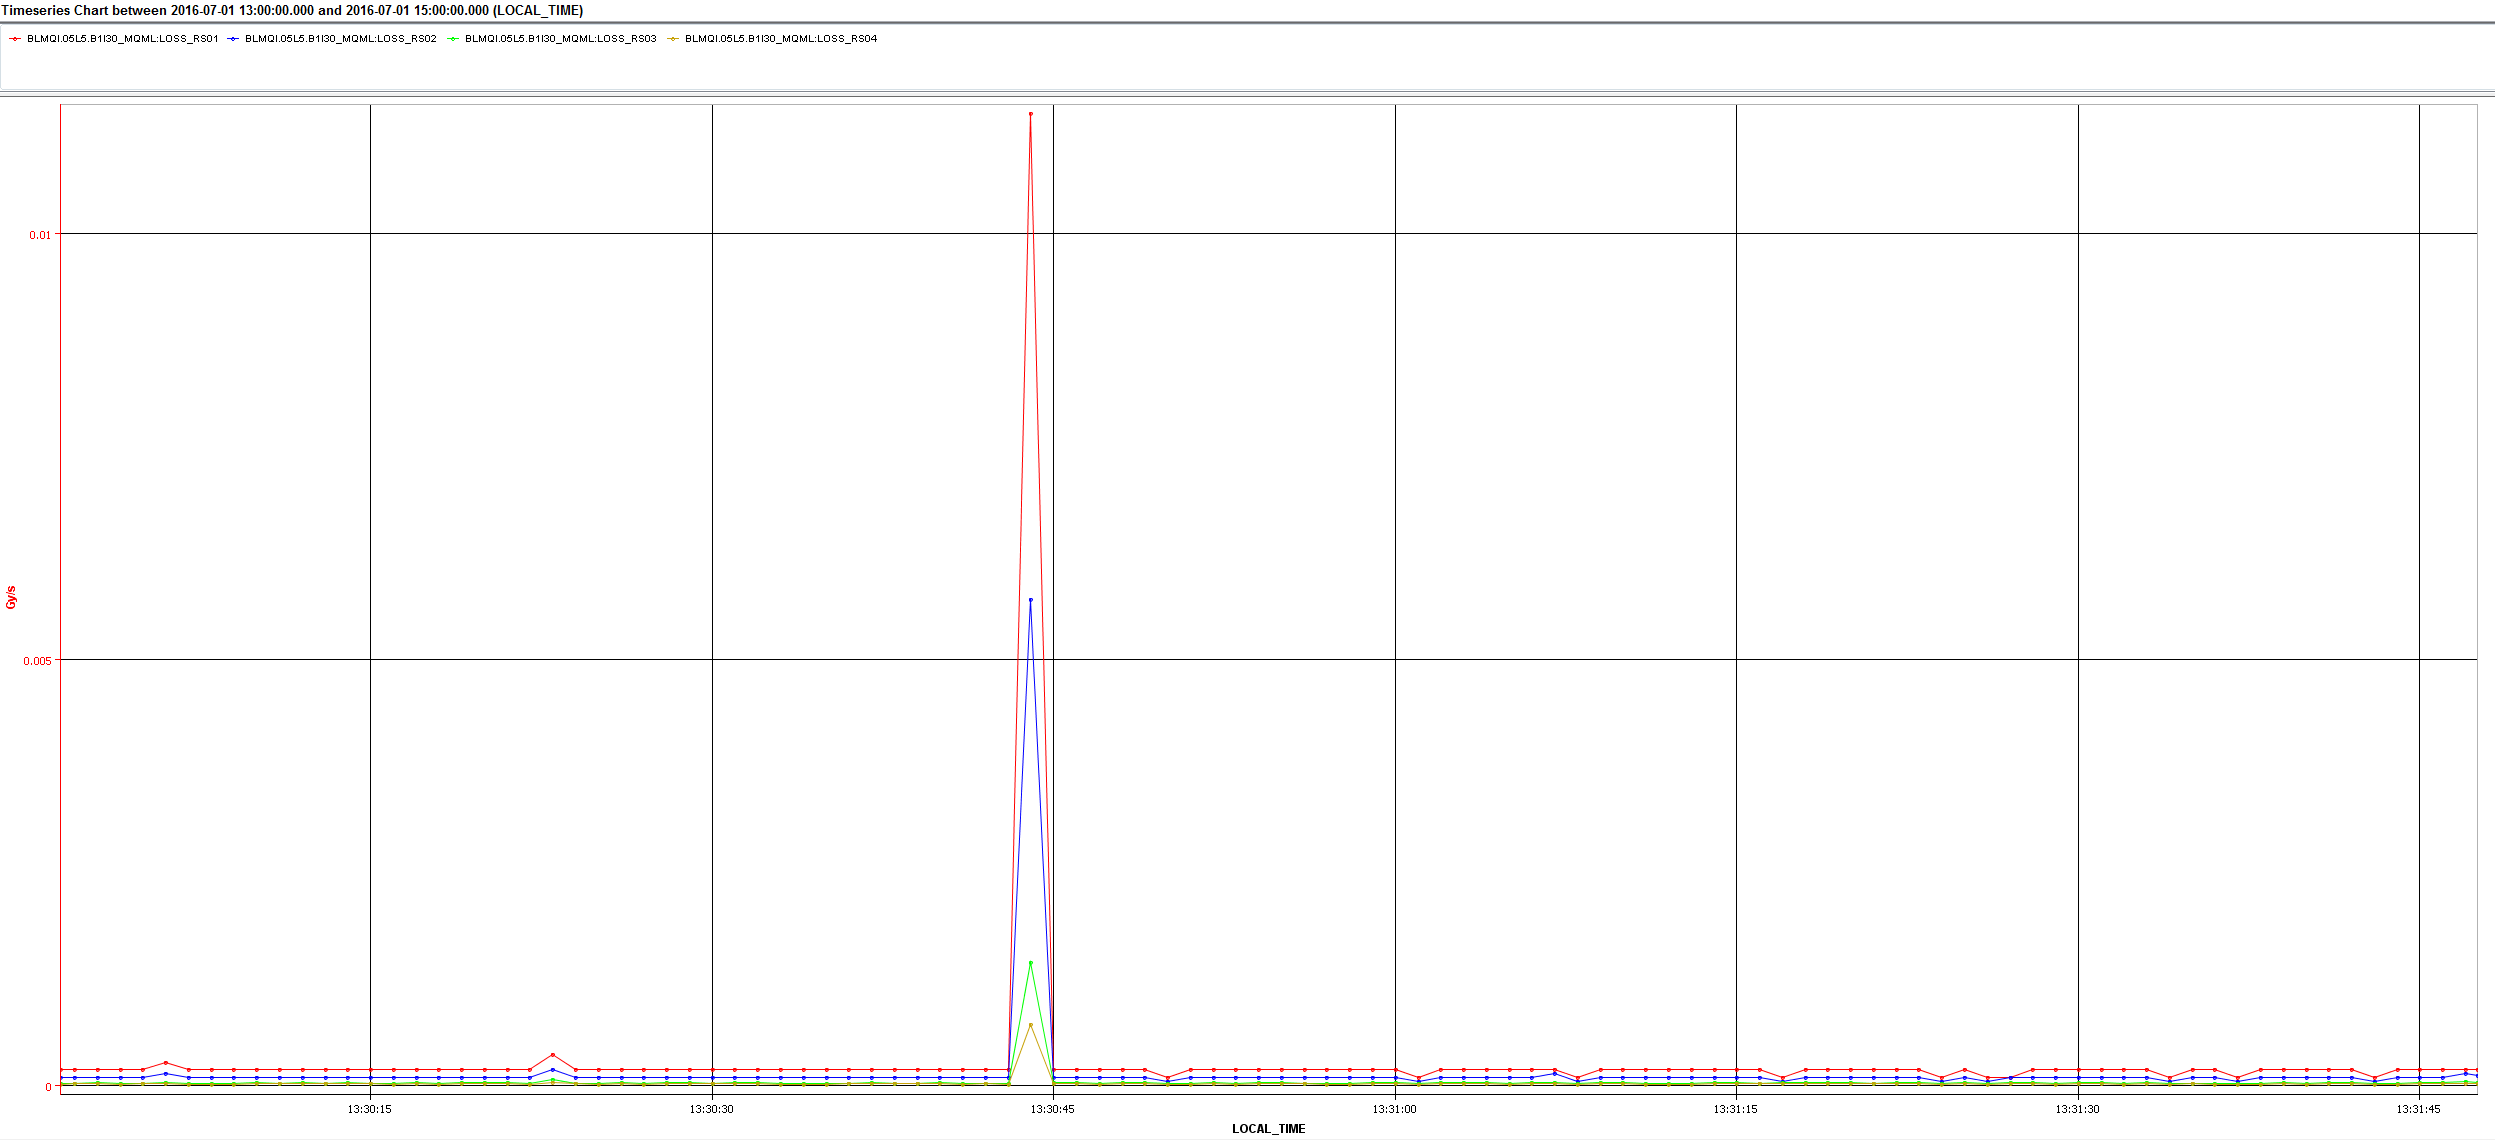 Timeseries Chart between 2016-07-01 13:00:00.000 and 2016-07-01 15:00:00.000 (LOCAL_TIME)
BLMQI.05L5.B1I30_MQML:LOSS_RS01 BLMQI.05L5.B1I30_MQML:LOSS_RS02 BLMQI.05L5.B1I30_MQML:LOSS_RS03 BLMQI.05L5.B1I30_MQML:LOSS_RS04
0.01
Gy/s
0.005
0
13:30:15 13:30:30 13:30:45 13:31:00 13:31:15 13:31:30 13:31:45
LOCAL_TIME